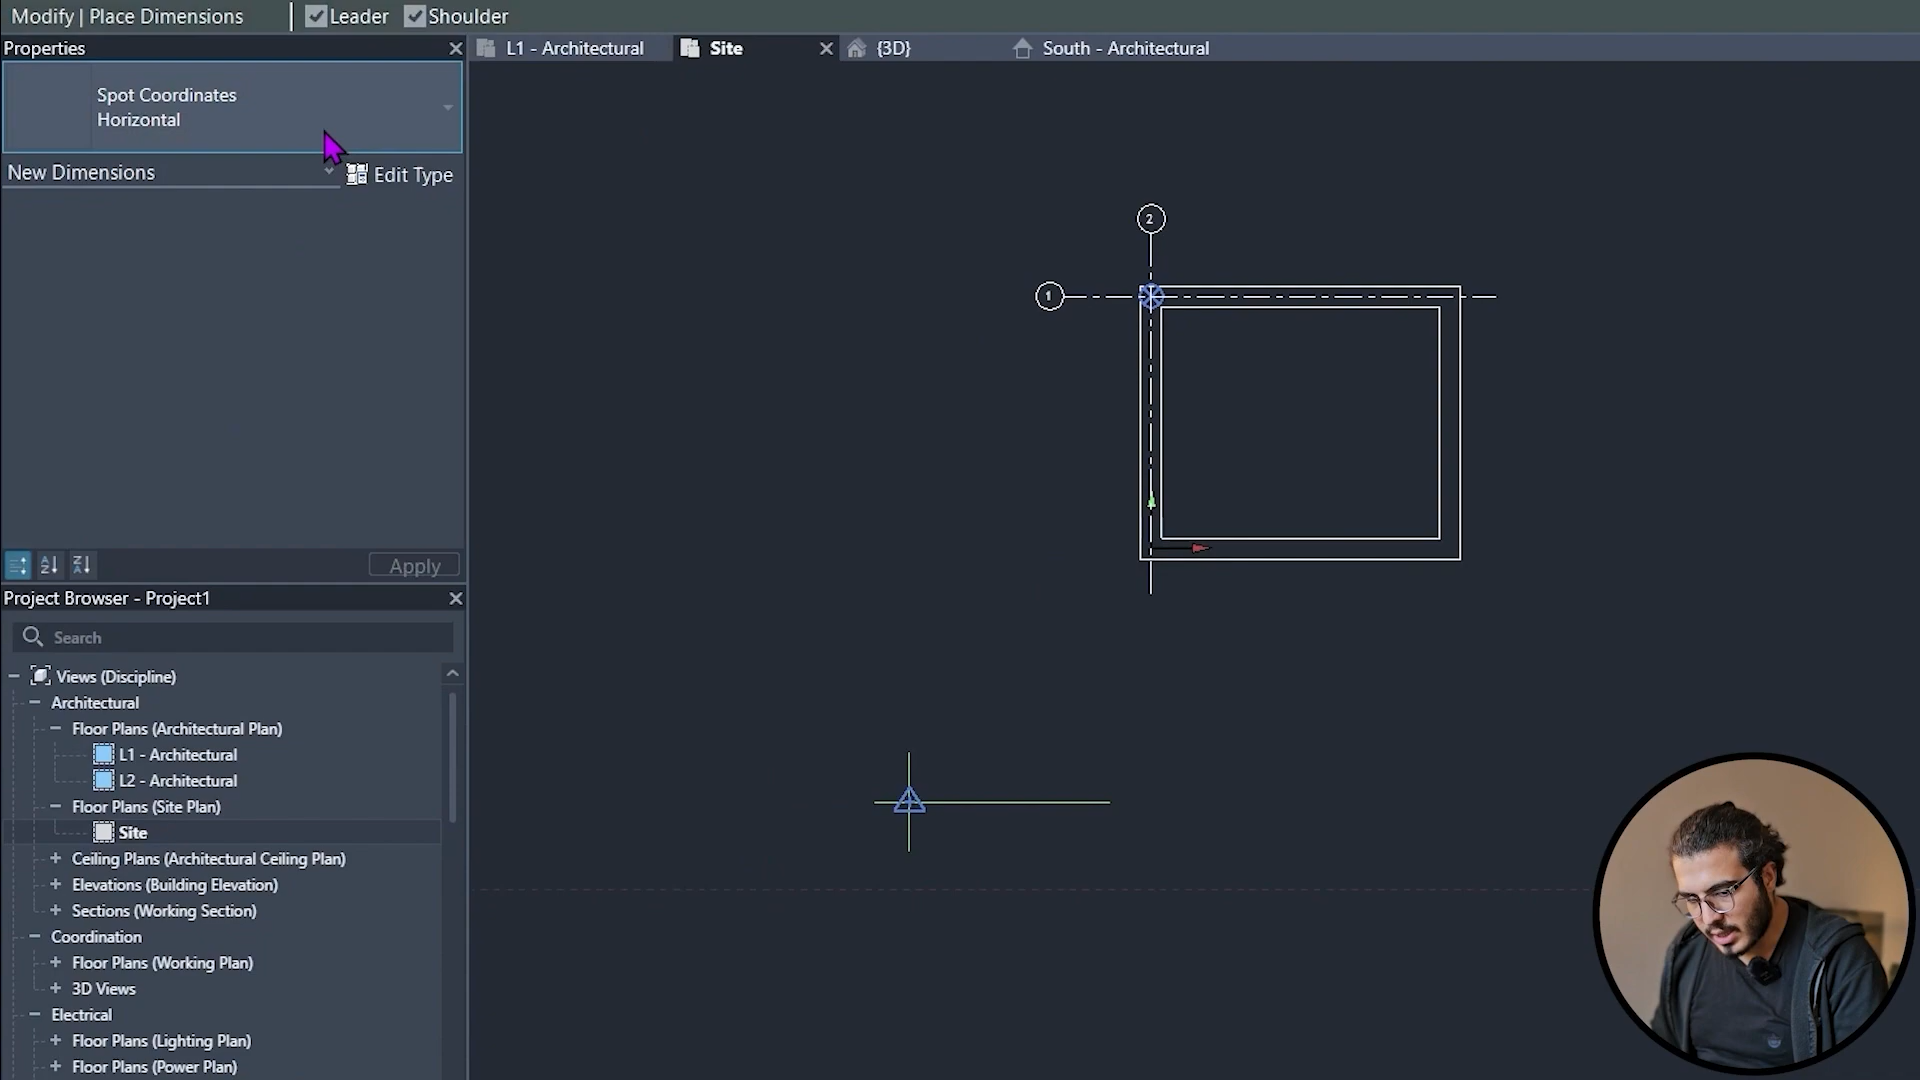 Modify | Place Dimensions
Leader
Shoulder
Properties
L1 - Architectural
Site
{3D}
South - Architectural
Spot Coordinates
Horizontal
New Dimensions
Edit Type
2
1
Apply
Project Browser - Project1
Search
Views (Discipline)
Architectural
Floor Plans (Architectural Plan)
L1 - Architectural
L2 - Architectural
Floor Plans (Site Plan)
Site
Ceiling Plans (Architectural Ceiling Plan)
Elevations (Building Elevation)
Sections (Working Section)
Coordination
Floor Plans (Working Plan)
3D Views
Electrical
Floor Plans (Lighting Plan)
Floor Plans (Power Plan)